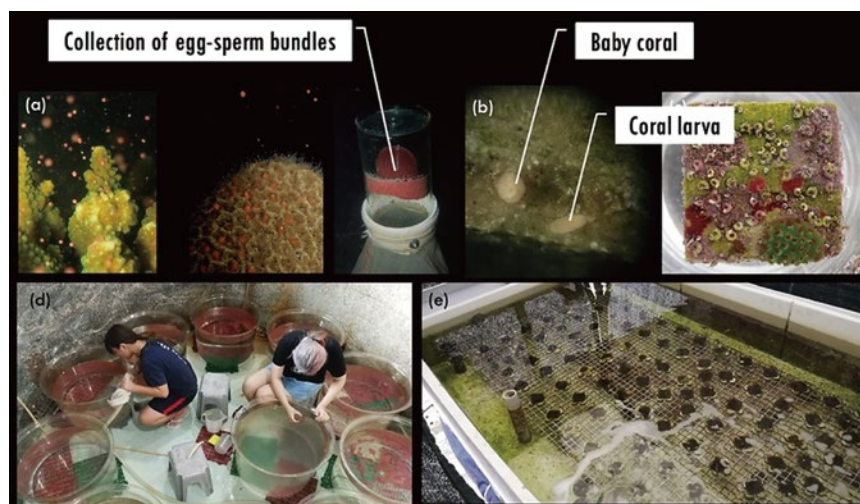 Collection of egg-sperm bundles
Baby coral
(a)
(b)
Coral larva
(d)
(e)